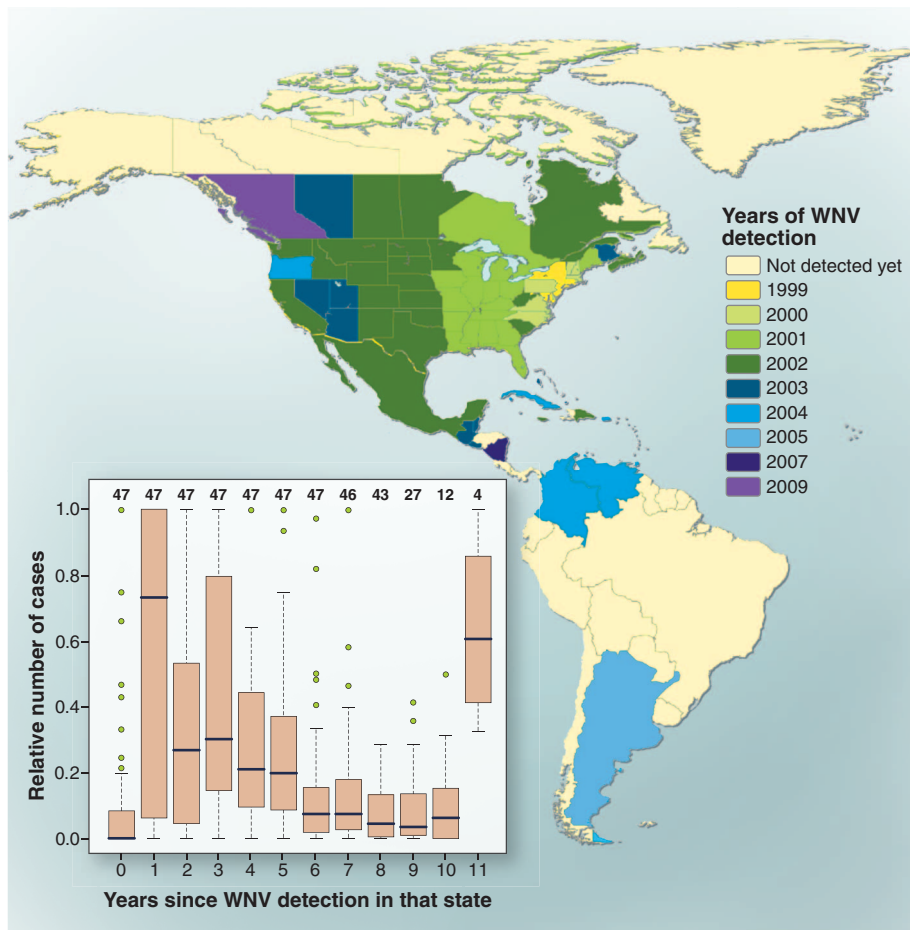 Years of WNV
detection
Not detected yet
1999
2000
2001
2002
2003
2004
2005
2007
2009
47 47 47 47 47 47 47 46 43 27 12 4
1.0
0.8
0.6
0.4
0.2
0.0
Relative number of cases
0 1 2 3 4 5 6 7 8 9 10 11
Years since WNV detection in that state